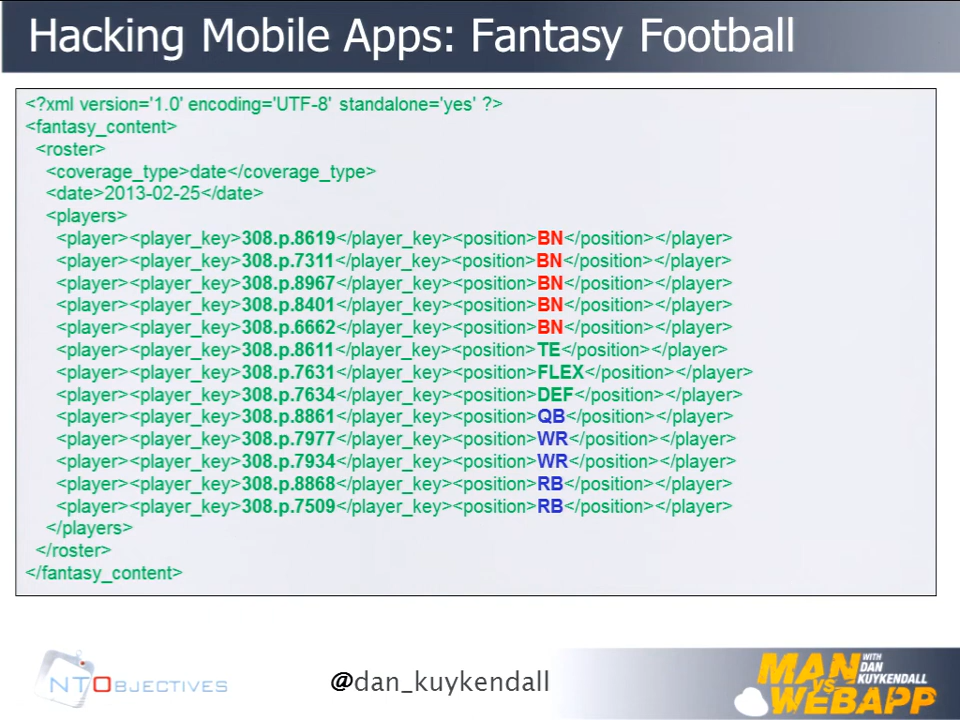 Hacking Mobile Apps: Fantasy Football
<?xml version='1.0' encoding='UTF-8' standalone='yes' ?>
<fantasy_content>
<roster>
<coverage_type>date</coverage_type>
<date>2013-02-25</date>
<players>
<player><player_key>308.p.8619</player_key><position>BN</position></player>
<player><player_key>308.p.7311</player_key><position>BN</position></player>
<player><player_key>308.p.8967</player_key><position>BN</position></player>
<player><player_key>308.p.8401</player_key><position>BN</position></player>
<player><player_key>308.p.6662</player_key><position>BN</position></player>
<player><player_key>308.p.8611</player_key><position>TE</position></player>
<player><player_key>308.p.7631</player_key><position>FLEX</position></player>
<player><player_key>308.p.7634</player_key><position>DEF</position></player>
<player><player_key>308.p.8861</player_key><position>QB</position></player>
<player><player_key>308.p.7977</player_key><position>WR</position></player>
<player><player_key>308.p.7934</player_key><position>WR</position></player>
<player><player_key>308.p.8868</player_key><position>RB</position></player>
<player><player_key>308.p.7509</player_key><position>RB</position></player>
</players>
</roster>
</fantasy_content>
NTOBJECTIVES
@dan_kuykendall
MAN VS WEBAPP
WITH DAN KUYKENDALL